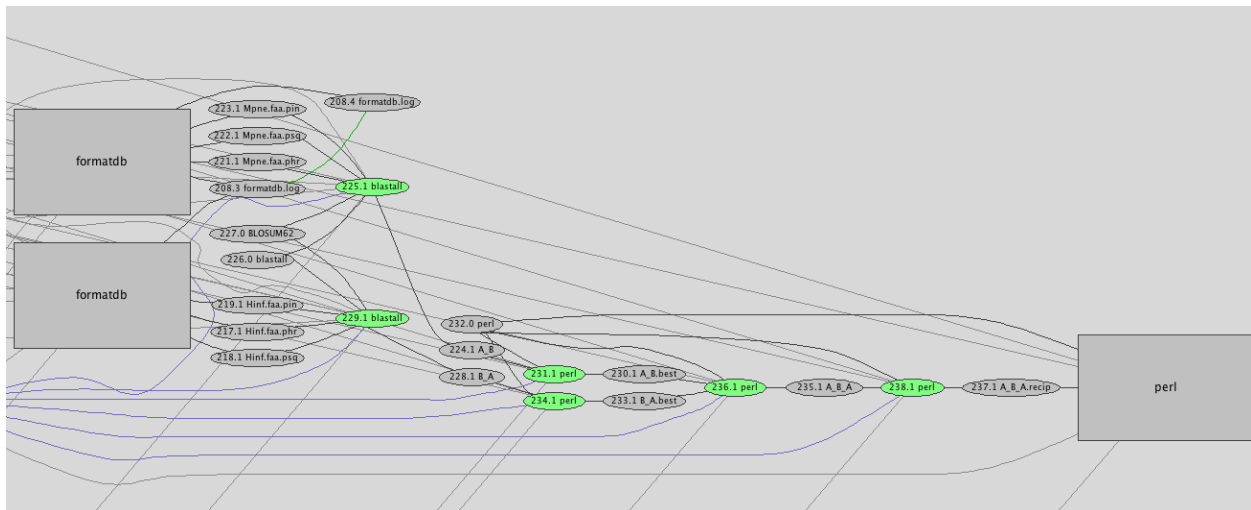 208.4 formatdb.log
223.1 Mpne.faa.pin
222.1 Mpne.faa.psq
formatdb
221.1 Mpne.faa.phr
208.3 formatdb.log
225.1 blastall
227.0 BLOSUM62
226.0 blastall
formatdb
219.1 Hinf.faa.pin
229.1 blastall
217.1 Hinf.faa.phr
218.1 Hinf.faa.psq
232.0 perl
224.1 A_B
228.1 B_A
231.1 perl
230.1 A_B.best
234.1 perl
233.1 B_A.best
236.1 perl
235.1 A_B_A
238.1 perl
237.1 A_B_A.recip
perl